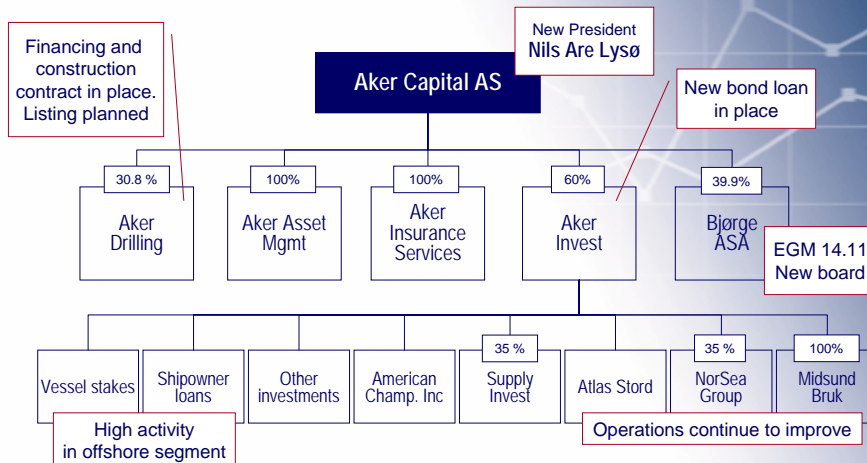 Financing and
construction
contract in place.
Listing planned
New President
Nils Are Lysø
Aker Capital AS
New bond loan
in place
30.8 %
100%
100%
60%
39.9%
Aker
Drilling
Aker Asset
Mgmt
Aker
Insurance
Services
Aker
Invest
Bjørge
ASA
EGM 14.11
New board
35 %
35 %
100%
Vessel stakes
Shipowner
loans
Other
investments
American
Champ. Inc
Supply
Invest
Atlas Stord
NorSea
Group
Midsund
Bruk
High activity
in offshore segment
Operations continue to improve